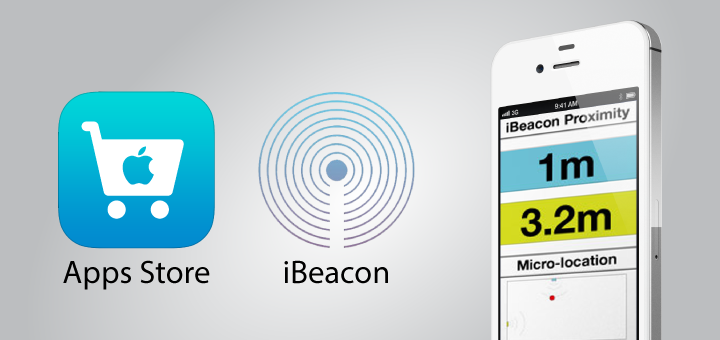 Apps Store
iBeacon
3G
9:41 AM
iBeacon Proximity
1m
3.2m
Micro-location